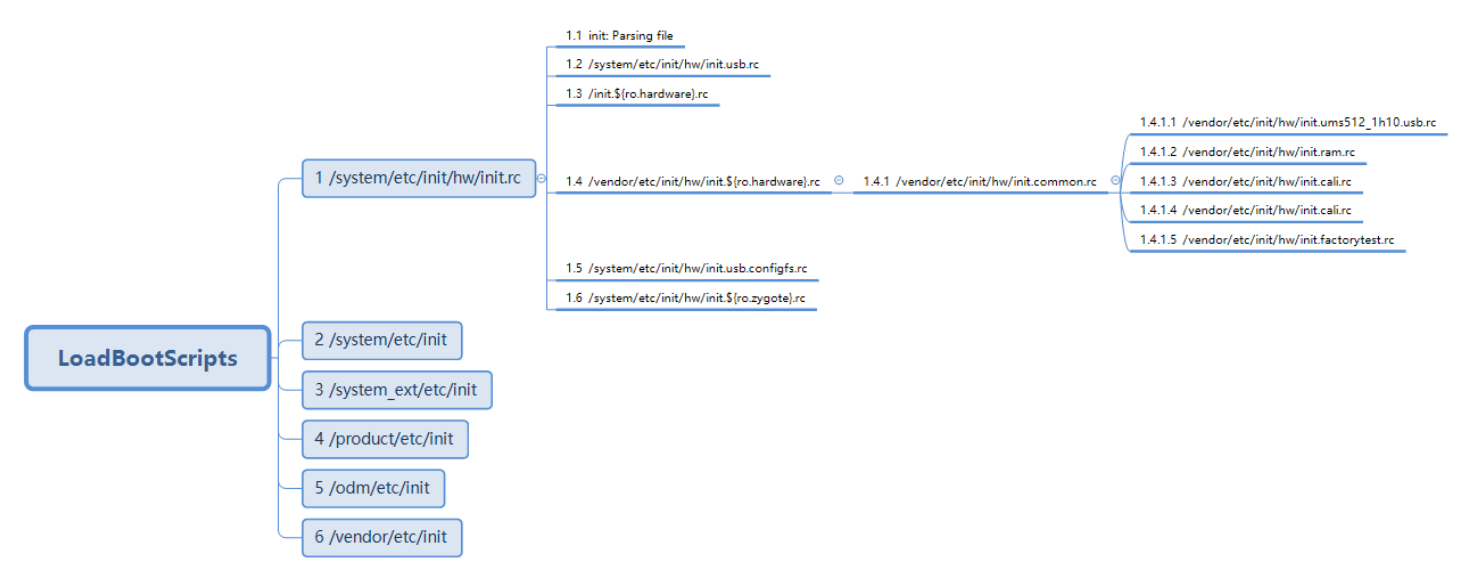 LoadBootScripts
1 /system/etc/init/hw/init.rc
1.1 init: Parsing file
1.2 /system/etc/init/hw/init.usb.rc
1.3 /init.${ro.hardware}.rc
1.4 /vendor/etc/init/hw/init.${ro.hardware}.rc
1.4.1 /vendor/etc/init/hw/init.common.rc
1.4.1.1 /vendor/etc/init/hw/init.ums512_1h10.usb.rc
1.4.1.2 /vendor/etc/init/hw/init.ram.rc
1.4.1.3 /vendor/etc/init/hw/init.cali.rc
1.4.1.4 /vendor/etc/init/hw/init.cali.rc
1.4.1.5 /vendor/etc/init/hw/init.factorytest.rc
1.5 /system/etc/init/hw/init.usb.configfs.rc
1.6 /system/etc/init/hw/init.${ro.zygote}.rc
2 /system/etc/init
3 /system_ext/etc/init
4 /product/etc/init
5 /odm/etc/init
6 /vendor/etc/init